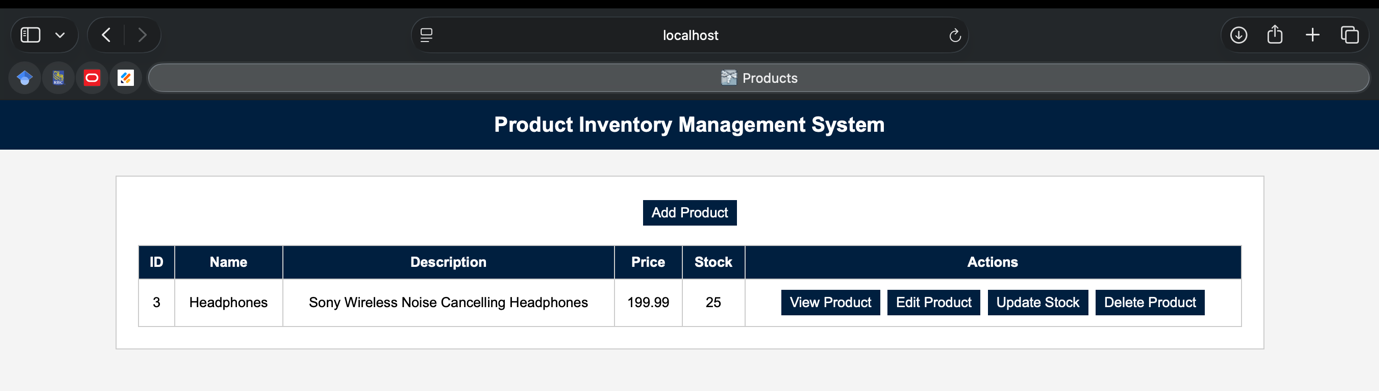 localhost
Products
Product Inventory Management System
Add Product
ID Name Description Price Stock Actions
3 Headphones Sony Wireless Noise Cancelling Headphones 199.99 25 View Product Edit Product Update Stock Delete Product